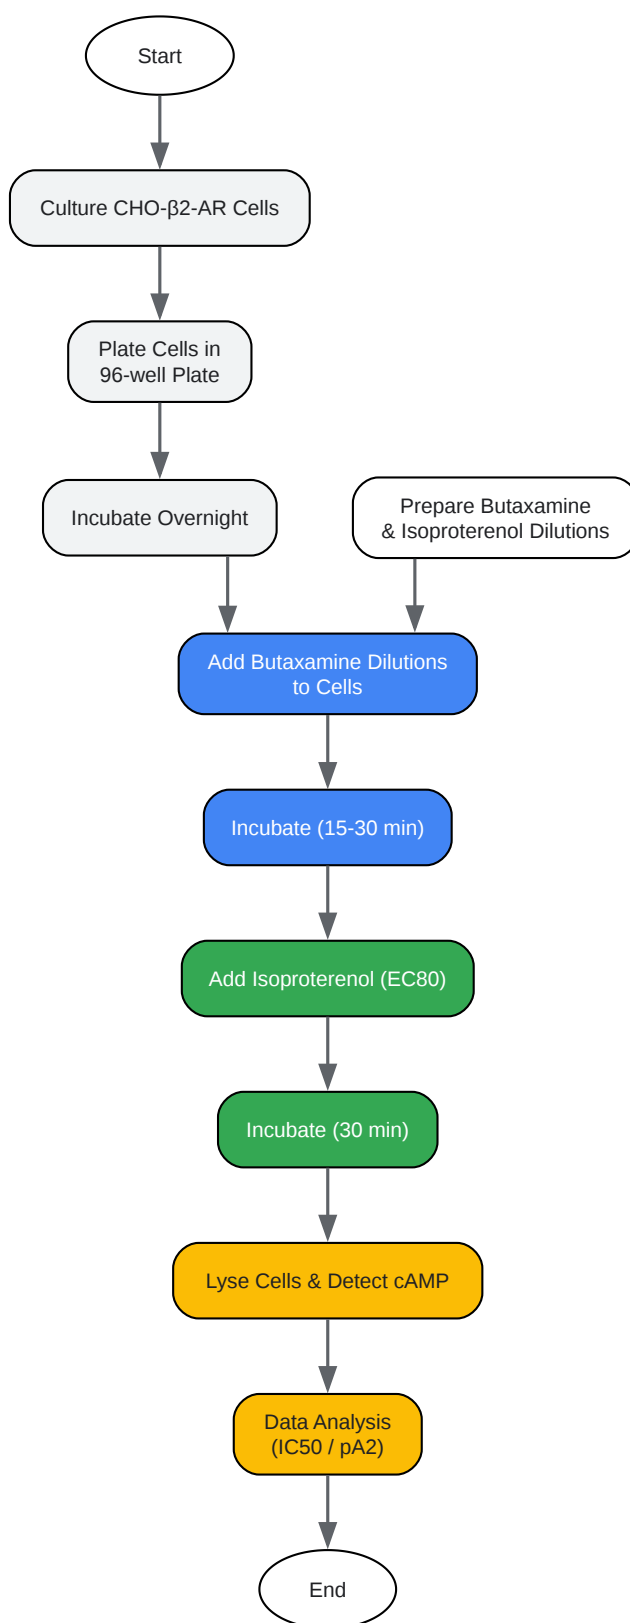 Start
Culture CHO-β2-AR Cells
Plate Cells in
96-well Plate
Incubate Overnight
Prepare Butaxamine
& Isoproterenol Dilutions
Add Butaxamine Dilutions
to Cells
Incubate (15-30 min)
Add Isoproterenol (EC80)
Incubate (30 min)
Lyse Cells & Detect cAMP
Data Analysis
(IC50 / pA2)
End